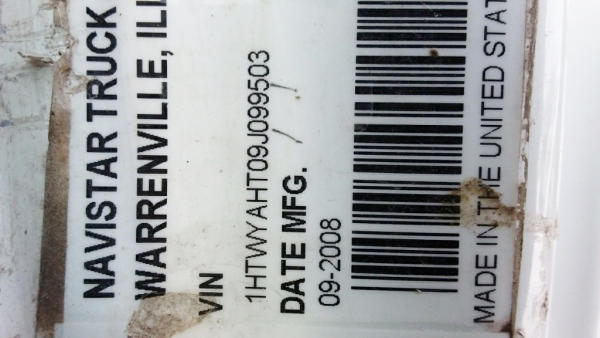 NAVISTAR TRUCK
WARRENVILLE, ILL
VIN
1HTWYAHT09J099503
DATE MFG.
09-2008
MADE IN THE UNITED STAT